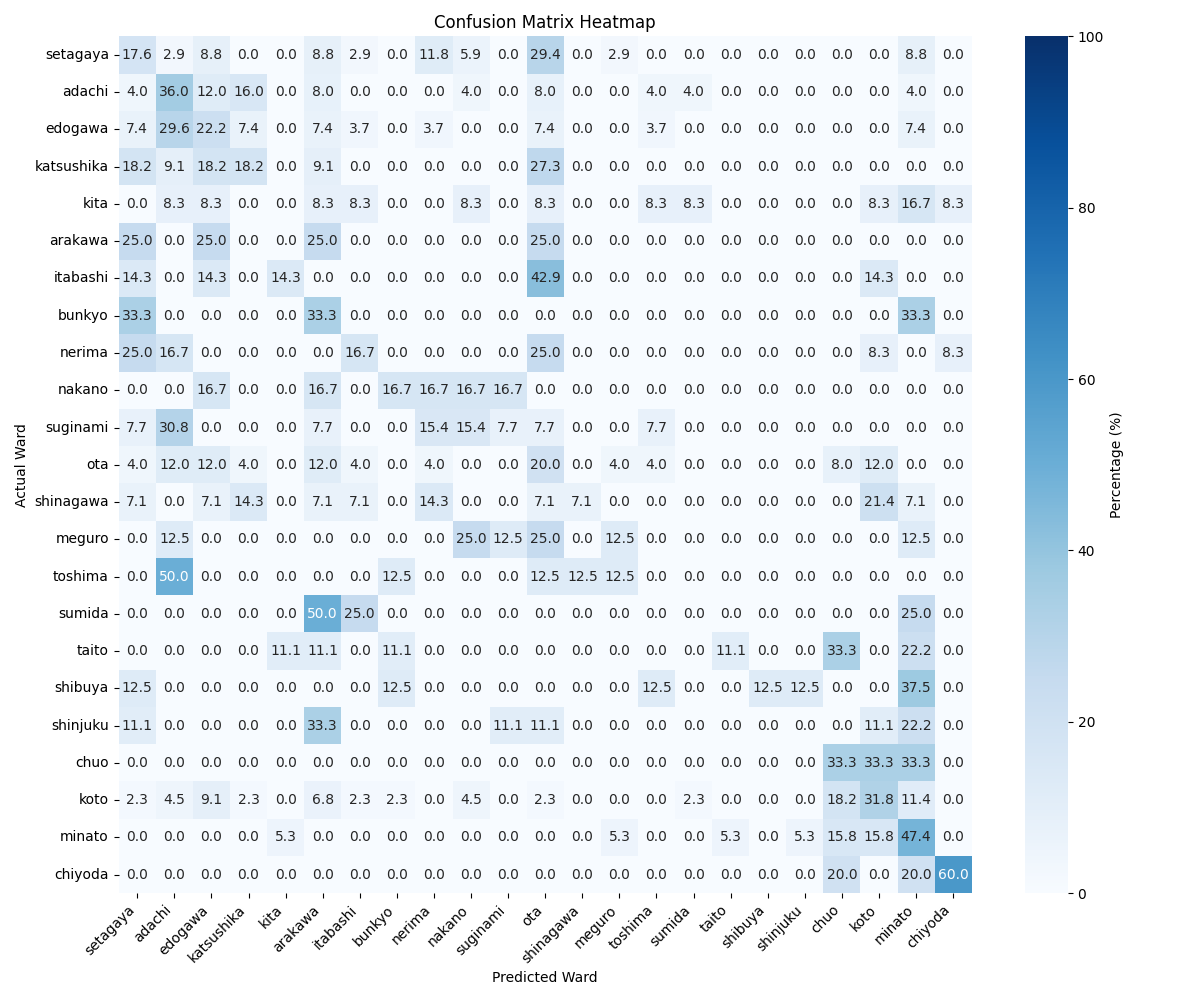 Confusion Matrix Heatmap
setagaya 17.6 2.9 8.8 0.0 0.0 8.8 2.9 0.0 11.8 5.9 0.0 29.4 0.0 2.9 0.0 0.0 0.0 0.0 0.0 0.0 0.0 8.8 0.0
adachi 4.0 36.0 12.0 16.0 0.0 8.0 0.0 0.0 0.0 4.0 0.0 8.0 0.0 0.0 4.0 4.0 0.0 0.0 0.0 0.0 0.0 4.0 0.0
edogawa 7.4 29.6 22.2 7.4 0.0 7.4 3.7 0.0 3.7 0.0 0.0 7.4 0.0 0.0 3.7 0.0 0.0 0.0 0.0 0.0 0.0 7.4 0.0
katsushika 18.2 9.1 18.2 18.2 0.0 9.1 0.0 0.0 0.0 0.0 0.0 27.3 0.0 0.0 0.0 0.0 0.0 0.0 0.0 0.0 0.0 0.0 0.0
kita 0.0 8.3 8.3 0.0 0.0 8.3 8.3 0.0 0.0 8.3 0.0 8.3 0.0 0.0 8.3 8.3 0.0 0.0 0.0 0.0 8.3 16.7 8.3
arakawa 25.0 0.0 25.0 0.0 0.0 25.0 0.0 0.0 0.0 0.0 0.0 25.0 0.0 0.0 0.0 0.0 0.0 0.0 0.0 0.0 0.0 0.0 0.0
itabashi 14.3 0.0 14.3 0.0 14.3 0.0 0.0 0.0 0.0 0.0 0.0 42.9 0.0 0.0 0.0 0.0 0.0 0.0 0.0 0.0 14.3 0.0 0.0
bunkyo 33.3 0.0 0.0 0.0 0.0 33.3 0.0 0.0 0.0 0.0 0.0 0.0 0.0 0.0 0.0 0.0 0.0 0.0 0.0 0.0 0.0 33.3 0.0
nerima 25.0 16.7 0.0 0.0 0.0 0.0 16.7 0.0 0.0 0.0 0.0 25.0 0.0 0.0 0.0 0.0 0.0 0.0 0.0 0.0 8.3 0.0 8.3
nakano 0.0 0.0 16.7 0.0 0.0 16.7 0.0 16.7 16.7 16.7 16.7 0.0 0.0 0.0 0.0 0.0 0.0 0.0 0.0 0.0 0.0 0.0 0.0
suginami 7.7 30.8 0.0 0.0 0.0 7.7 0.0 0.0 15.4 15.4 7.7 7.7 0.0 0.0 7.7 0.0 0.0 0.0 0.0 0.0 0.0 0.0 0.0
ota 4.0 12.0 12.0 4.0 0.0 12.0 4.0 0.0 4.0 0.0 0.0 20.0 0.0 4.0 4.0 0.0 0.0 0.0 0.0 8.0 12.0 0.0 0.0
shinagawa 7.1 0.0 7.1 14.3 0.0 7.1 7.1 0.0 14.3 0.0 0.0 7.1 7.1 0.0 0.0 0.0 0.0 0.0 0.0 0.0 21.4 7.1 0.0
meguro 0.0 12.5 0.0 0.0 0.0 0.0 0.0 0.0 0.0 25.0 12.5 25.0 0.0 12.5 0.0 0.0 0.0 0.0 0.0 0.0 0.0 12.5 0.0
toshima 0.0 50.0 0.0 0.0 0.0 0.0 0.0 12.5 0.0 0.0 0.0 12.5 12.5 12.5 0.0 0.0 0.0 0.0 0.0 0.0 0.0 0.0 0.0
sumida 0.0 0.0 0.0 0.0 0.0 50.0 25.0 0.0 0.0 0.0 0.0 0.0 0.0 0.0 0.0 0.0 0.0 0.0 0.0 0.0 0.0 25.0 0.0
taito 0.0 0.0 0.0 0.0 11.1 11.1 0.0 11.1 0.0 0.0 0.0 0.0 0.0 0.0 0.0 0.0 11.1 0.0 0.0 33.3 0.0 22.2 0.0
shibuya 12.5 0.0 0.0 0.0 0.0 0.0 0.0 12.5 0.0 0.0 0.0 0.0 0.0 0.0 12.5 0.0 0.0 12.5 12.5 0.0 0.0 37.5 0.0
shinjuku 11.1 0.0 0.0 0.0 0.0 33.3 0.0 0.0 0.0 0.0 11.1 11.1 0.0 0.0 0.0 0.0 0.0 0.0 0.0 0.0 11.1 22.2 0.0
chuo 0.0 0.0 0.0 0.0 0.0 0.0 0.0 0.0 0.0 0.0 0.0 0.0 0.0 0.0 0.0 0.0 0.0 0.0 0.0 33.3 33.3 33.3 0.0
koto 2.3 4.5 9.1 2.3 0.0 6.8 2.3 2.3 0.0 4.5 0.0 2.3 0.0 0.0 0.0 2.3 0.0 0.0 0.0 18.2 31.8 11.4 0.0
minato 0.0 0.0 0.0 0.0 5.3 0.0 0.0 0.0 0.0 0.0 0.0 0.0 0.0 5.3 0.0 0.0 5.3 0.0 5.3 15.8 15.8 47.4 0.0
chiyoda 0.0 0.0 0.0 0.0 0.0 0.0 0.0 0.0 0.0 0.0 0.0 0.0 0.0 0.0 0.0 0.0 0.0 0.0 0.0 20.0 0.0 20.0 60.0
setagaya adachi edogawa katsushika kita arakawa itabashi bunkyo nerima nakano suginami ota shinagawa meguro toshima sumida taito shibuya shinjuku chuo koto minato chiyoda
Predicted Ward
Actual Ward
100
80
60
40
20
0
Percentage (%)